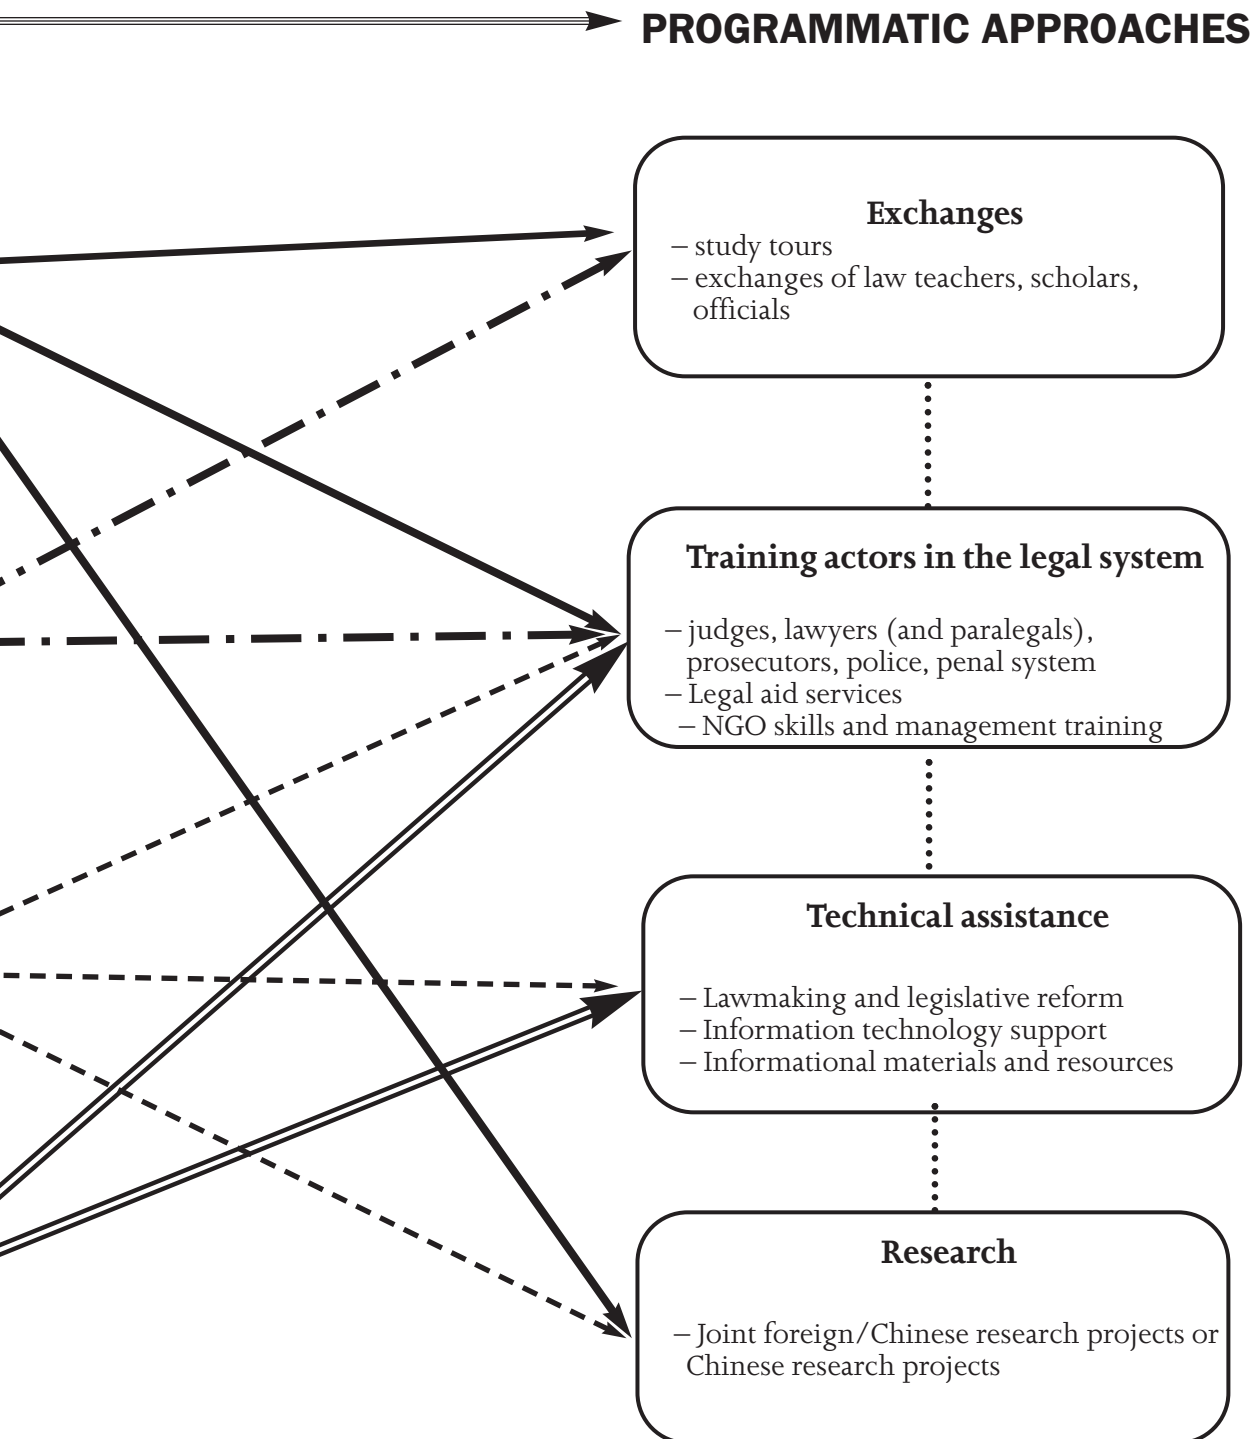 PROGRAMMATIC APPROACHES
Exchanges
– study tours
– exchanges of law teachers, scholars,
officials
Training actors in the legal system
– judges, lawyers (and paralegals),
prosecutors, police, penal system
– Legal aid services
– NGO skills and management training
Technical assistance
– Lawmaking and legislative reform
– Information technology support
– Informational materials and resources
Research
– Joint foreign/Chinese research projects or
Chinese research projects